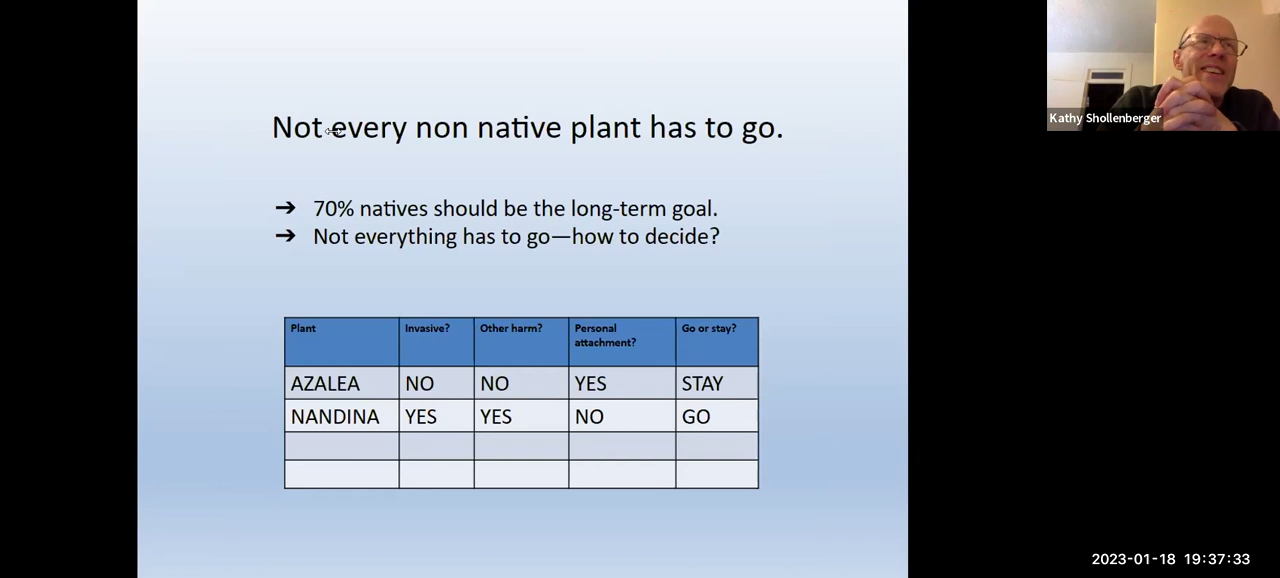 Not every non native plant has to go.
➔ 70% natives should be the long-term goal.
➔ Not everything has to go—how to decide?
Plant Invasive? Other harm? Personal attachment? Go or stay?
AZALEA NO NO YES STAY
NANDINA YES YES NO GO
Kathy Shollenberger
2023-01-18 19:37:33